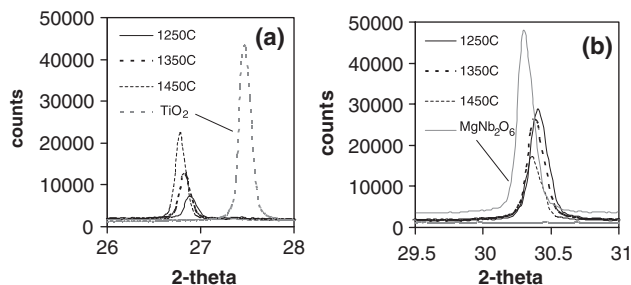 (a)
counts
50000
40000
30000
20000
10000
0
1250C
1350C
1450C
TiO₂
26
27
28
2-theta
(b)
counts
50000
40000
30000
20000
10000
0
1250C
1350C
1450C
MgNb₂O₆
29.5
30
30.5
31
2-theta